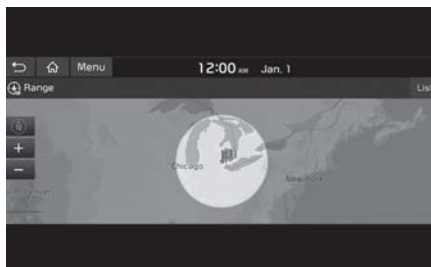 Menu
12:00 AM Jan. 1
Range
List
Chicago
New York